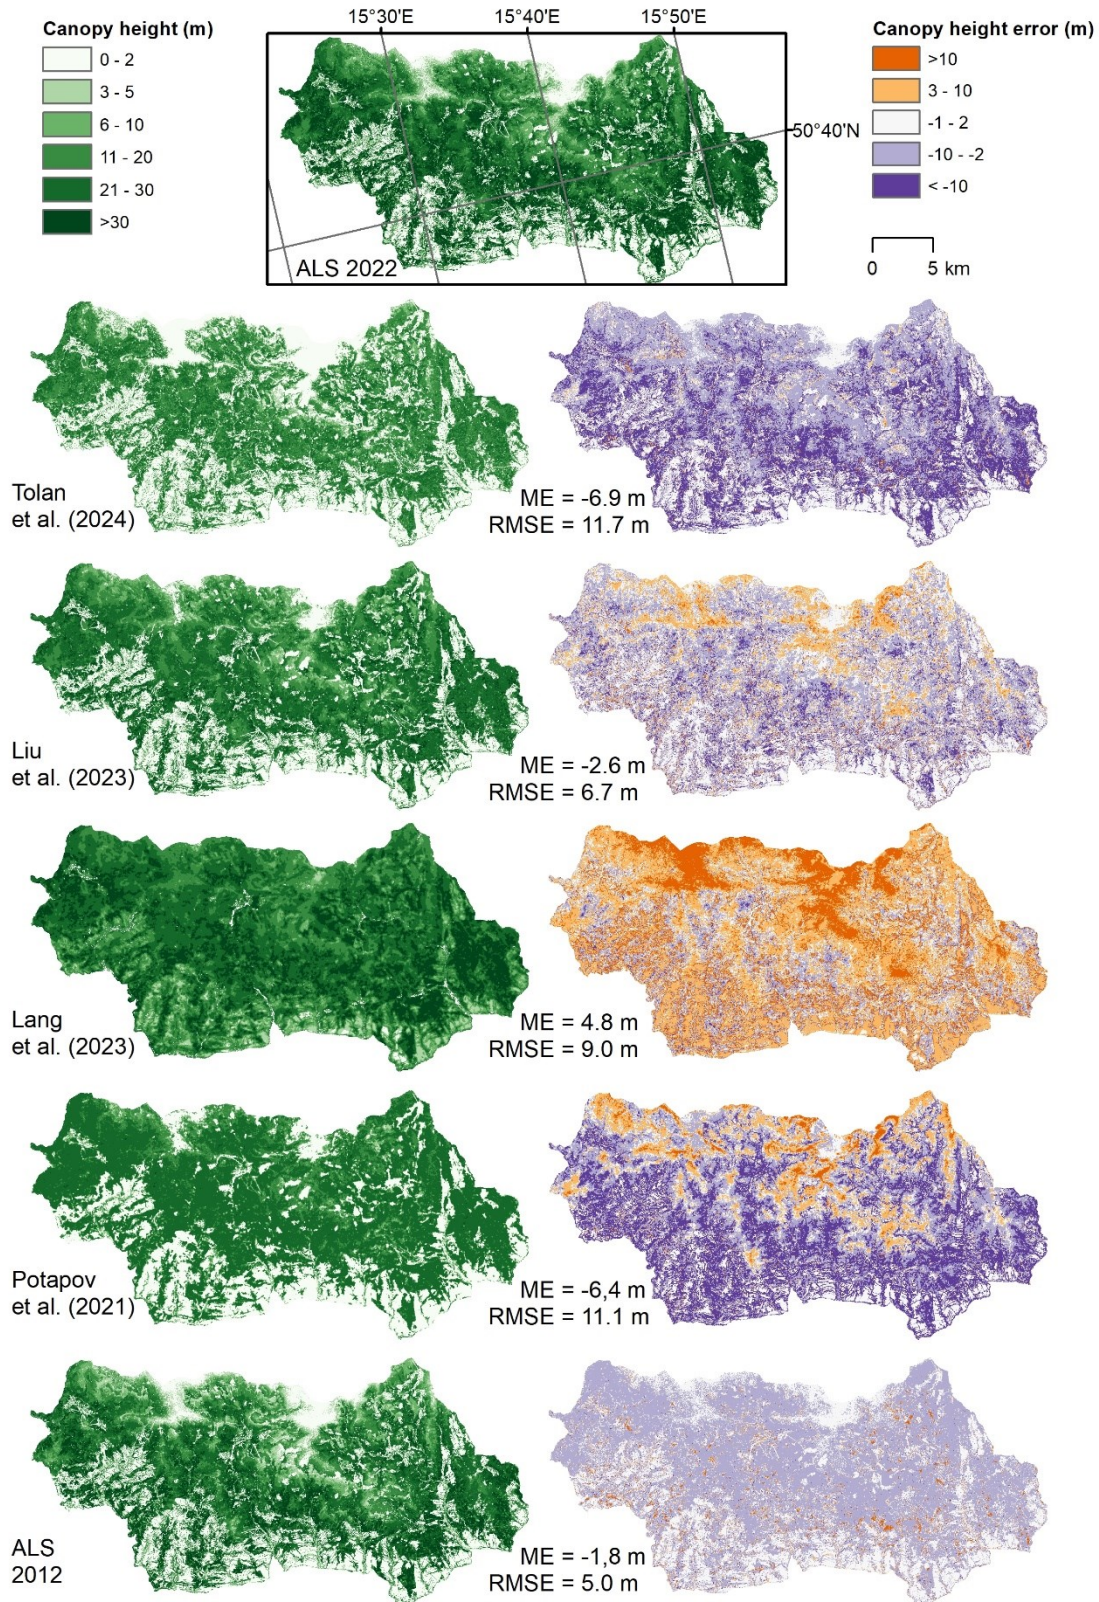 15°30'E 15°40'E 15°50'E
Canopy height (m)
0 - 2
3 - 5
6 - 10
11 - 20
21 - 30
>30
50°40'N
ALS 2022
Canopy height error (m)
>10
3 - 10
-1 - 2
-10 - -2
< -10
0 5 km
Tolan
et al. (2024)
ME = -6.9 m
RMSE = 11.7 m
Liu
et al. (2023)
ME = -2.6 m
RMSE = 6.7 m
Lang
et al. (2023)
ME = 4.8 m
RMSE = 9.0 m
Potapov
et al. (2021)
ME = -6,4 m
RMSE = 11.1 m
ALS
2012
ME = -1,8 m
RMSE = 5.0 m